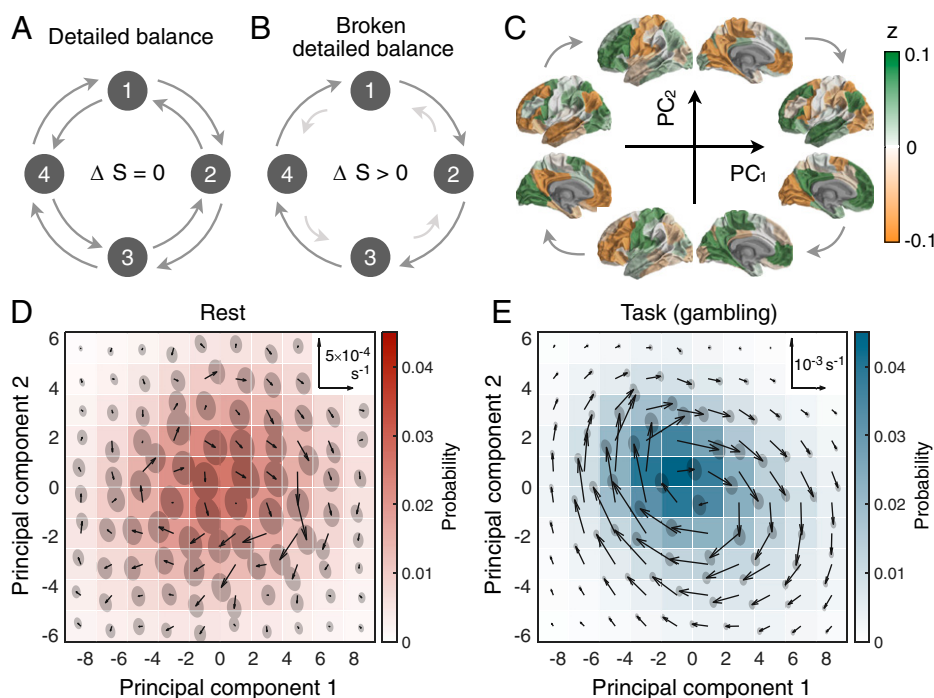 A
Detailed balance
1
2
3
4
Δ S = 0
B
Broken
detailed balance
1
2
3
4
Δ S > 0
C
PC2
PC1
z
0.1
0
-0.1
D
Rest
6
4
2
0
-2
-4
-6
Principal component 2
5×10-4
s-1
-8 -6 -4 -2 0 2 4 6 8
Principal component 1
0.04
0.03
0.02
0.01
0
Probability
E
Task (gambling)
6
4
2
0
-2
-4
-6
Principal component 2
10-3 s-1
-8 -6 -4 -2 0 2 4 6 8
Principal component 1
0.04
0.03
0.02
0.01
0
Probability